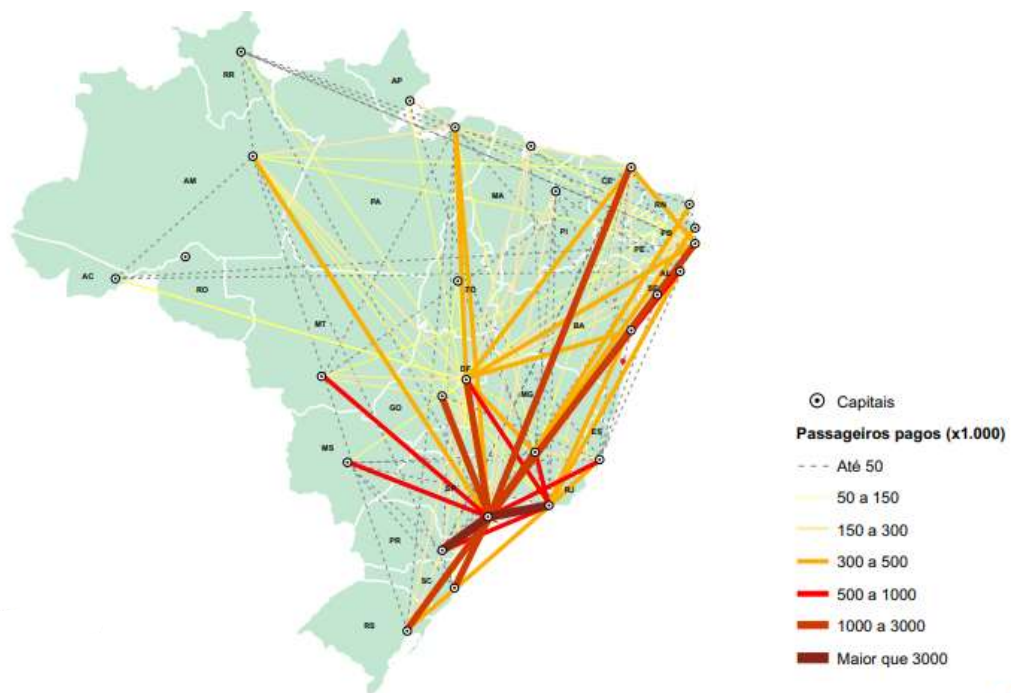 RR
AP
AM
PA
MA
CE
RN
PB
PI
PE
AL
SE
AC
RO
TO
MT
BA
DF
GO
MG
MS
ES
SP
RJ
PR
SC
RS
Capitais
Passageiros pagos (x1.000)
Até 50
50 a 150
150 a 300
300 a 500
500 a 1000
1000 a 3000
Maior que 3000